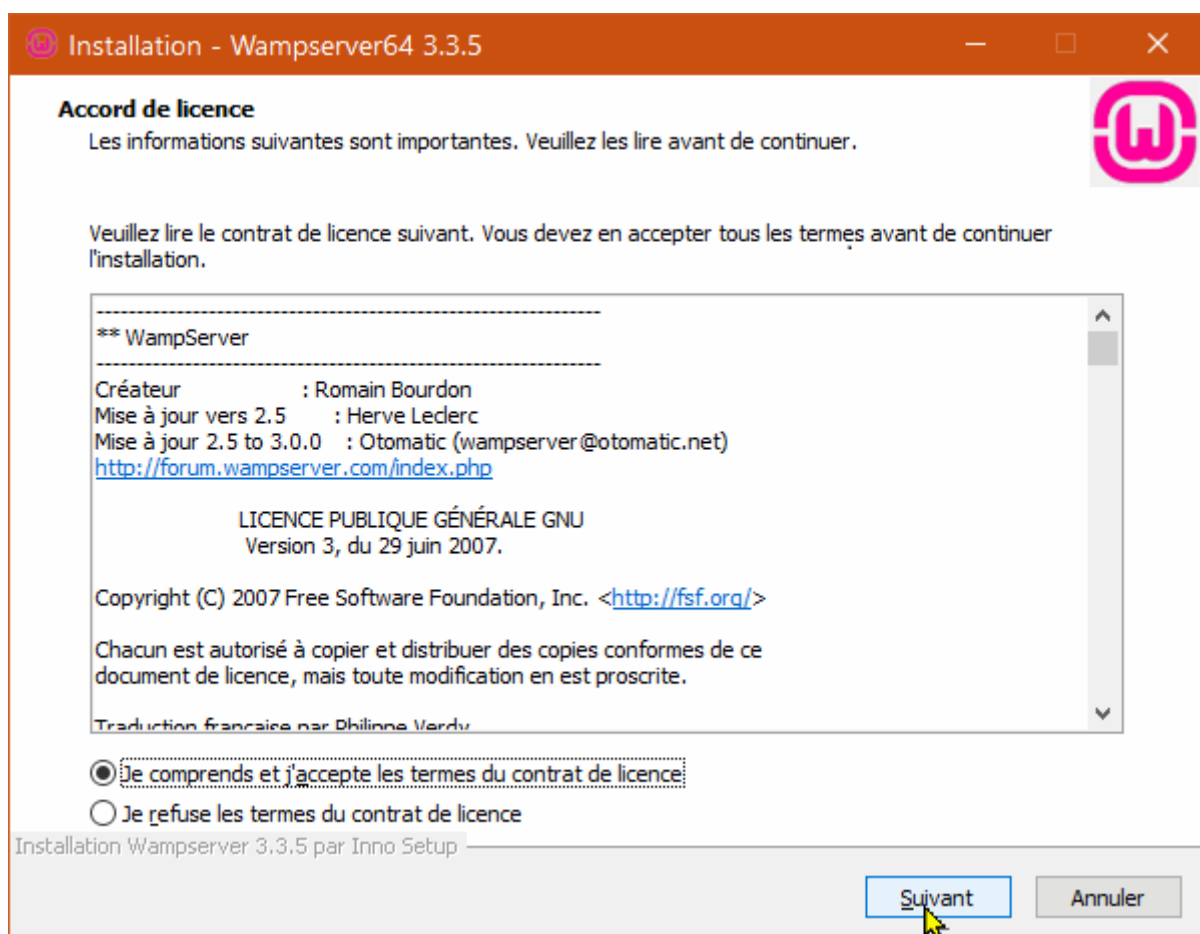 Installation - Wampserver64 3.3.5
Accord de licence
Les informations suivantes sont importantes. Veuillez les lire avant de continuer.
Veuillez lire le contrat de licence suivant. Vous devez en accepter tous les termes avant de continuer
l'installation.
---------------------------------------------------------------
** WampServer
---------------------------------------------------------------
Créateur : Romain Bourdon
Mise à jour vers 2.5 : Herve Leclerc
Mise à jour 2.5 to 3.0.0 : Otomatic (wampserver@otomatic.net)
http://forum.wampserver.com/index.php
LICENCE PUBLIQUE GÉNÉRALE GNU
Version 3, du 29 juin 2007.
Copyright (C) 2007 Free Software Foundation, Inc. <http://fsf.org/>
Chacun est autorisé à copier et distribuer des copies conformes de ce
document de licence, mais toute modification en est proscrite.
Traduction française par Philippe Verdy
Je comprends et j'accepte les termes du contrat de licence
Je refuse les termes du contrat de licence
Installation Wampserver 3.3.5 par Inno Setup
Suivant
Annuler